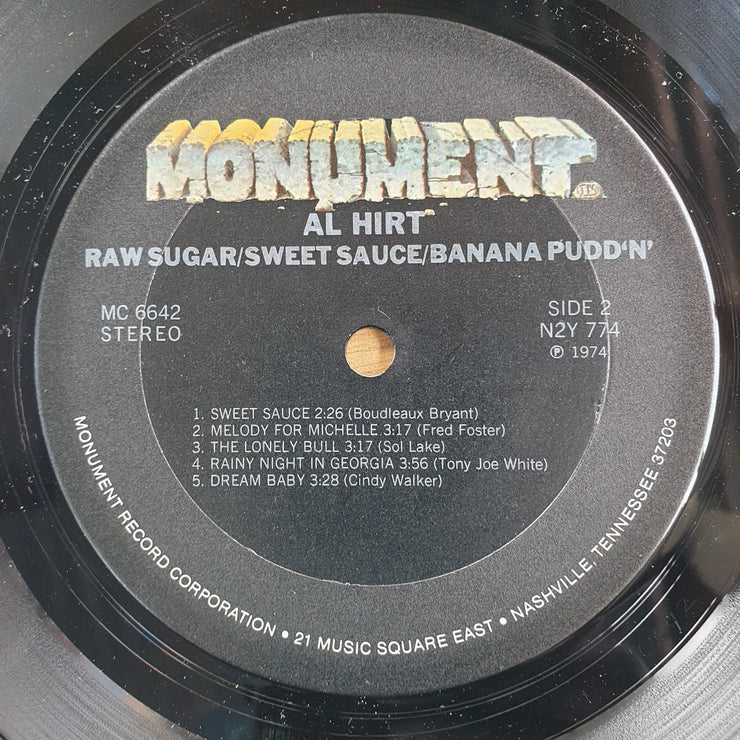 MONUMENT
AL HIRT
RAW SUGAR/SWEET SAUCE/BANANA PUDD'N'
MC 6642
STEREO
SIDE 2
N2Y 774
Ⓟ 1974
1. SWEET SAUCE 2:26 (Boudleaux Bryant)
2. MELODY FOR MICHELLE 3:17 (Fred Foster)
3. THE LONELY BULL 3:17 (Sol Lake)
4. RAINY NIGHT IN GEORGIA 3:56 (Tony Joe White)
5. DREAM BABY 3:28 (Cindy Walker)
MONUMENT RECORD CORPORATION • 21 MUSIC SQUARE EAST • NASHVILLE, TENNESSEE 37203